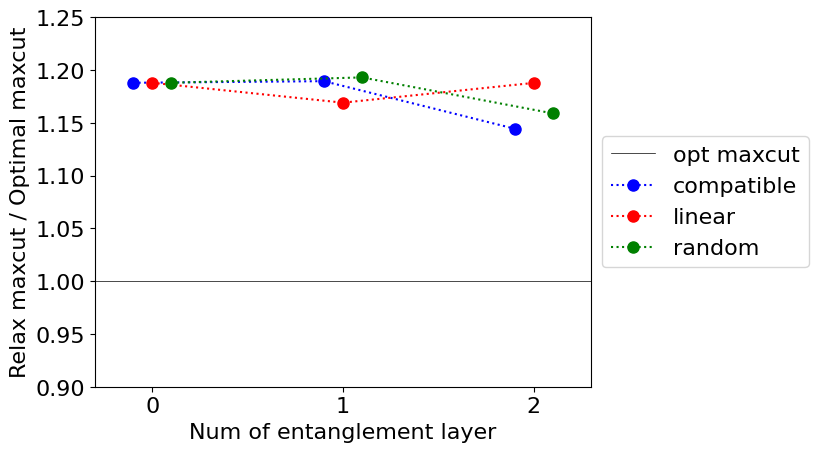 Relax maxcut / Optimal maxcut
1.25
1.20
1.15
1.10
1.05
1.00
0.95
0.90
0
1
2
Num of entanglement layer
opt maxcut
compatible
linear
random